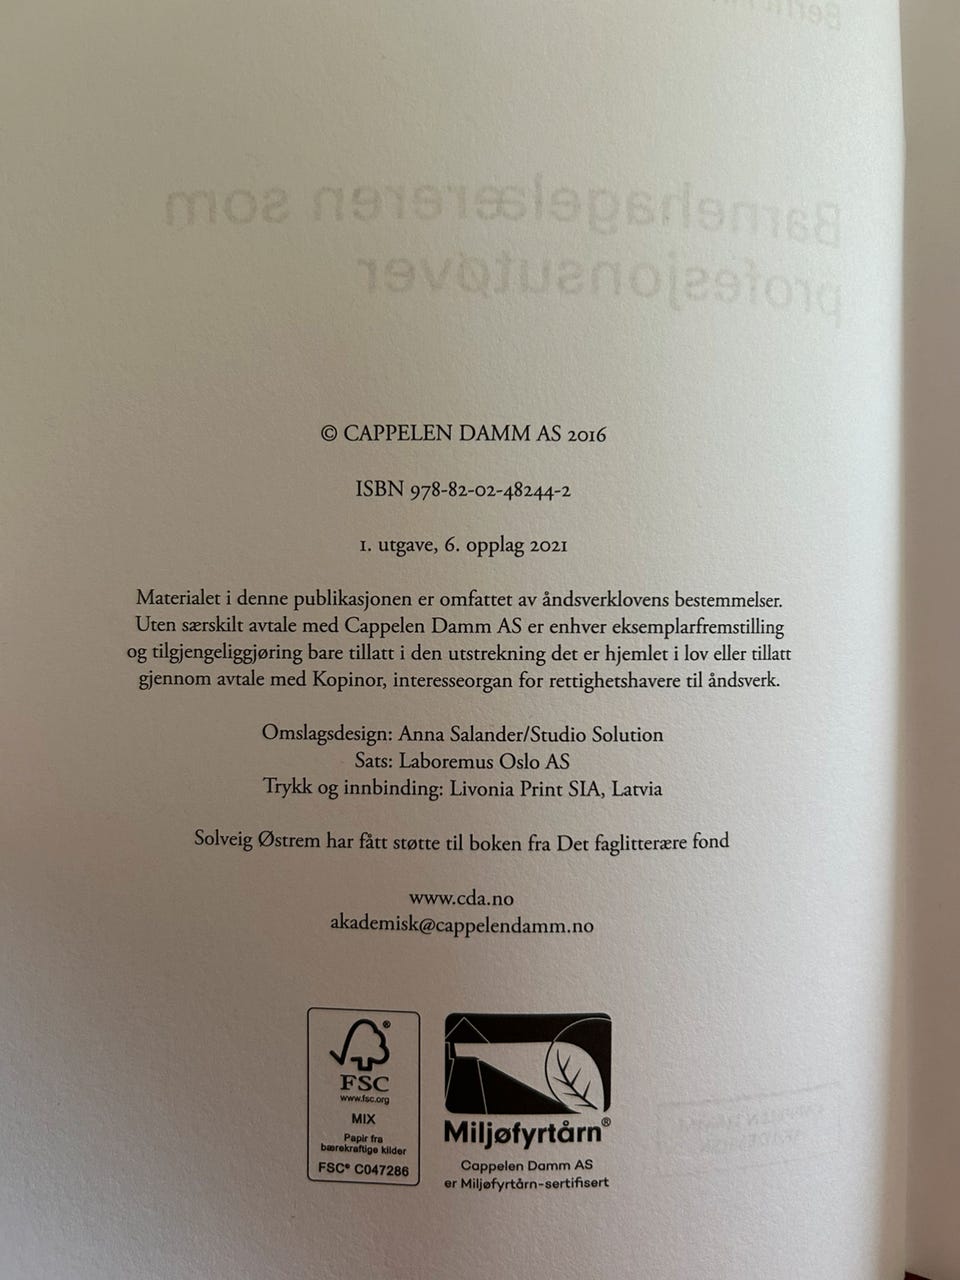 Barnehagelæreren som
profesjonsutøver
© CAPPELEN DAMM AS 2016
ISBN 978-82-02-48244-2
1. utgave, 6. opplag 2021
Materialet i denne publikasjonen er omfattet av åndsverklovens bestemmelser.
Uten særskilt avtale med Cappelen Damm AS er enhver eksemplarfremstilling
og tilgjengeliggjøring bare tillatt i den utstrekning det er hjemlet i lov eller tillatt
gjennom avtale med Kopinor, interesseorgan for rettighetshavere til åndsverk.
Omslagsdesign: Anna Salander/Studio Solution
Sats: Laboremus Oslo AS
Trykk og innbinding: Livonia Print SIA, Latvia
Solveig Østrem har fått støtte til boken fra Det faglitterære fond
www.cda.no
akademisk@cappelendamm.no
®
FSC
www.fsc.org
MIX
Papir fra
bærekraftige kilder
FSC® C047286
Miljøfyrtårn®
Cappelen Damm AS
er Miljøfyrtårn-sertifisert